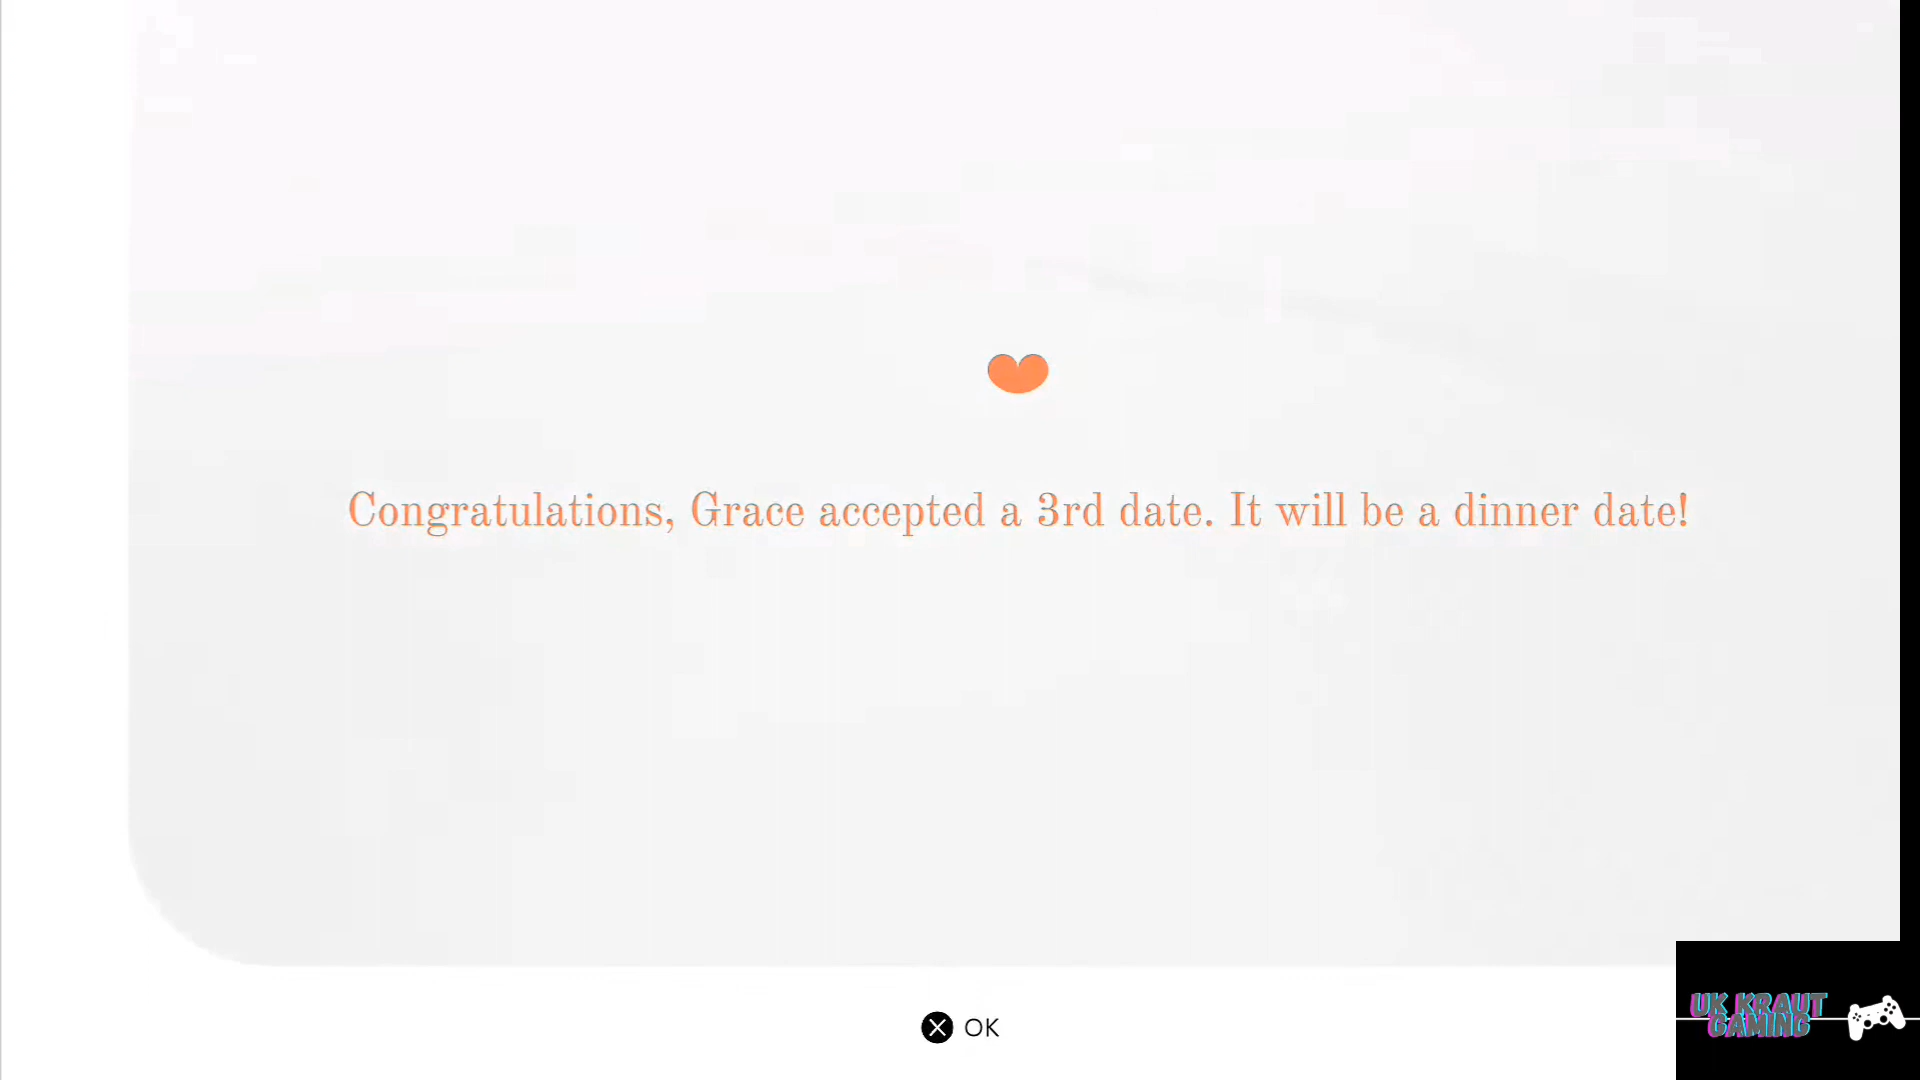 Congratulations, Grace accepted a 3rd date. It will be a dinner date!
OK
UK KRAUT
GAMING